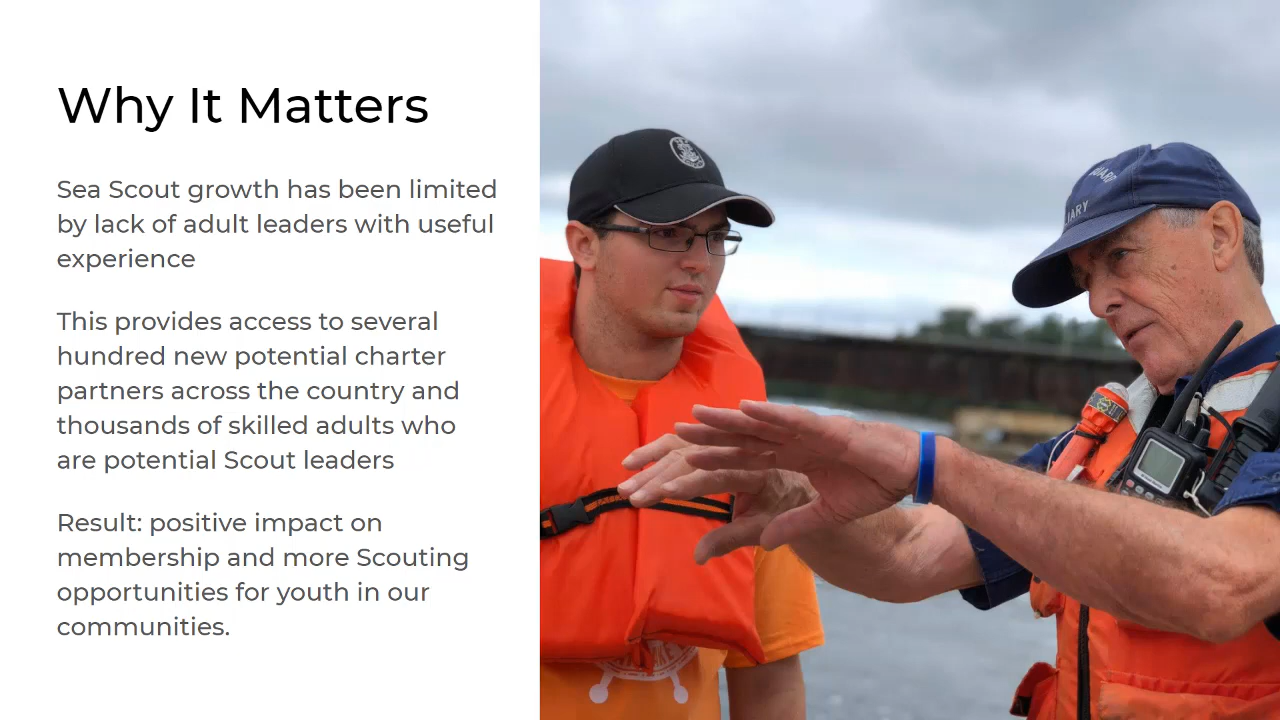 Why It Matters
Sea Scout growth has been limited
by lack of adult leaders with useful
experience
This provides access to several
hundred new potential charter
partners across the country and
thousands of skilled adults who
are potential Scout leaders
Result: positive impact on
membership and more Scouting
opportunities for youth in our
communities.